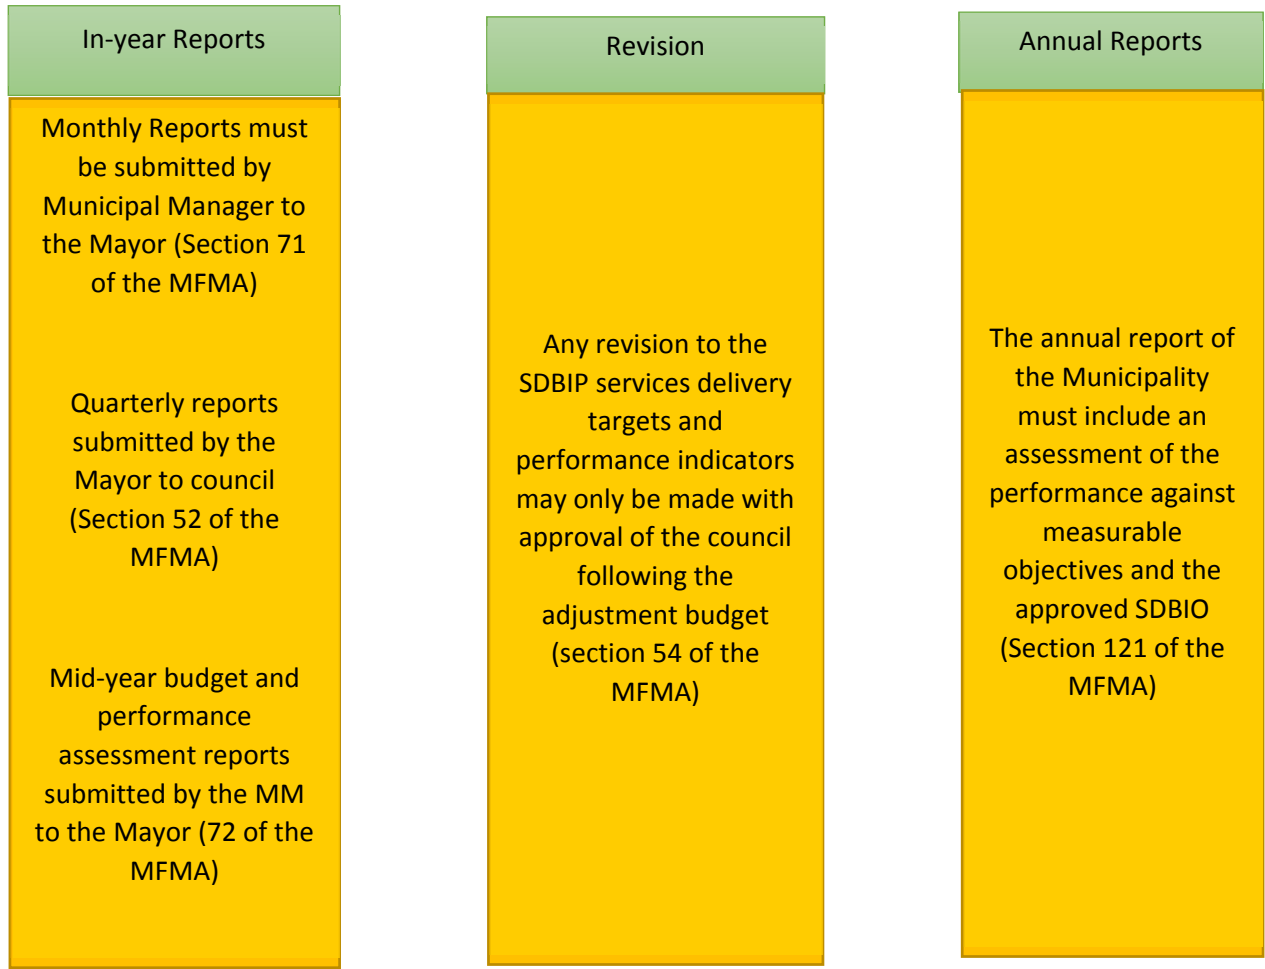 In-year Reports
Monthly Reports must
be submitted by
Municipal Manager to
the Mayor (Section 71
of the MFMA)
Quarterly reports
submitted by the
Mayor to council
(Section 52 of the
MFMA)
Mid-year budget and
performance
assessment reports
submitted by the MM
to the Mayor (72 of the
MFMA)
Revision
Any revision to the
SDBIP services delivery
targets and
performance indicators
may only be made with
approval of the council
following the
adjustment budget
(section 54 of the
MFMA)
Annual Reports
The annual report of
the Municipality
must include an
assessment of the
performance against
measurable
objectives and the
approved SDBIO
(Section 121 of the
MFMA)